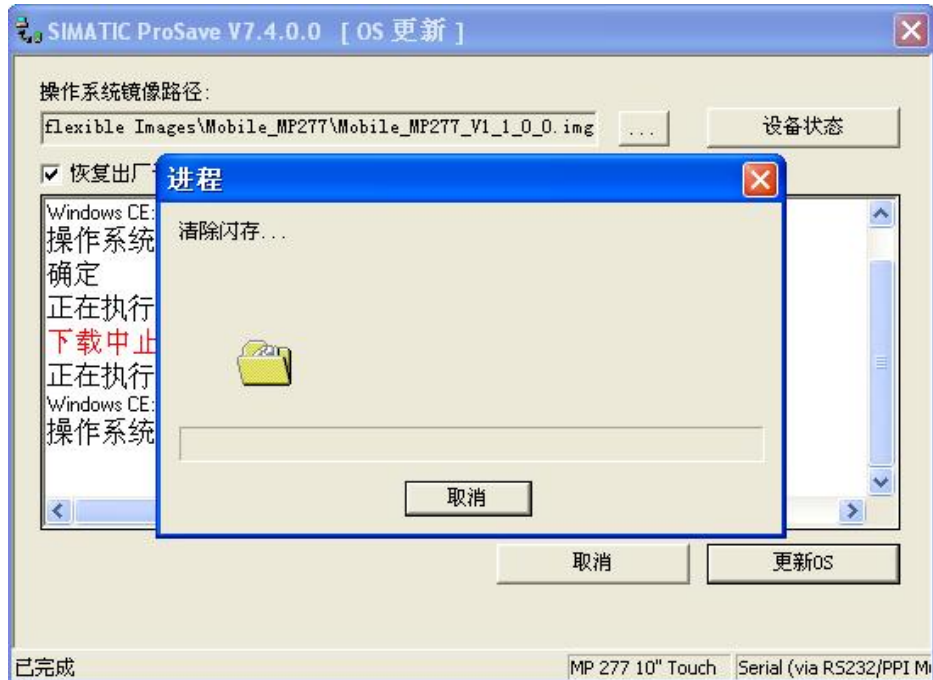 SIMATIC ProSave V7.4.0.0 [ OS 更新 ]
操作系统镜像路径:
flexible Images\Mobile_MP277\Mobile_MP277_V1_1_0_0.img
...
设备状态
恢复出厂
进程
清除闪存...
Windows CE:
操作系统
确定
正在执行
下载中止
正在执行
Windows CE:
操作系统
取消
取消
更新OS
已完成
MP 277 10" Touch
Serial (via RS232/PPI M